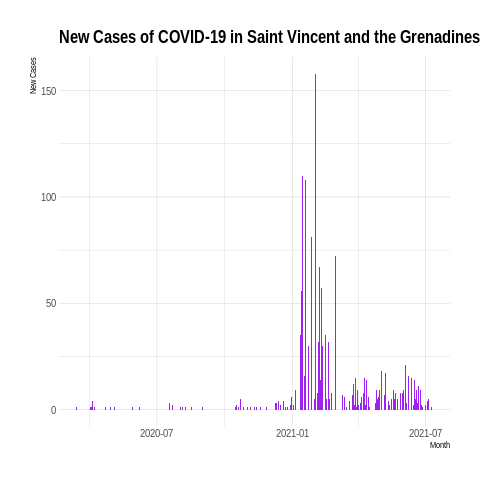 New Cases of COVID-19 in Saint Vincent and the Grenadines
New Cases
150
100
50
0
2020-07
2021-01
2021-07
Month